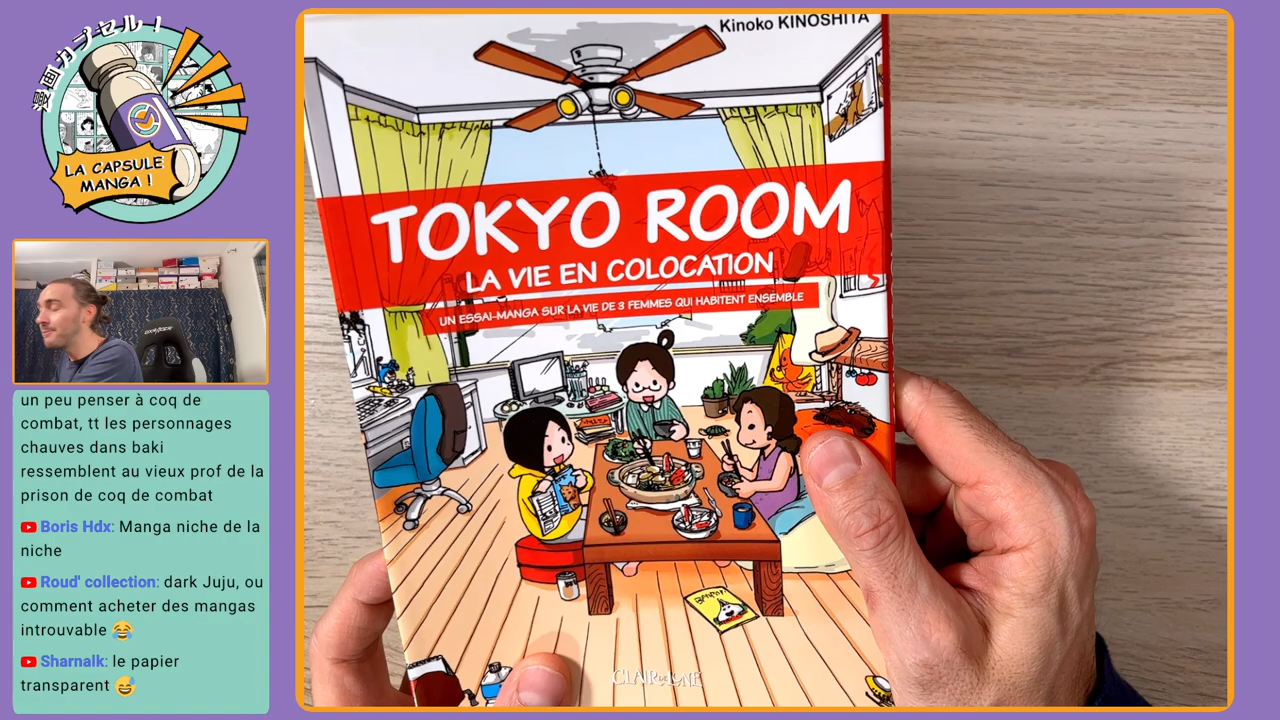 漫画カプセル!
LA CAPSULE
MANGA !
un peu penser à coq de
combat, tt les personnages
chauves dans baki
ressemblent au vieux prof de la
prison de coq de combat
Boris Hdx: Manga niche de la
niche
Roud' collection: dark Juju, ou
comment acheter des mangas
introuvable 😂
Sharnalk: le papier
transparent 😅
Kinoko KINOSHITA
TOKYO ROOM
LA VIE EN COLOCATION
UN ESSAI-MANGA SUR LA VIE DE 3 FEMMES QUI HABITENT ENSEMBLE
CLAIR DE LUNE